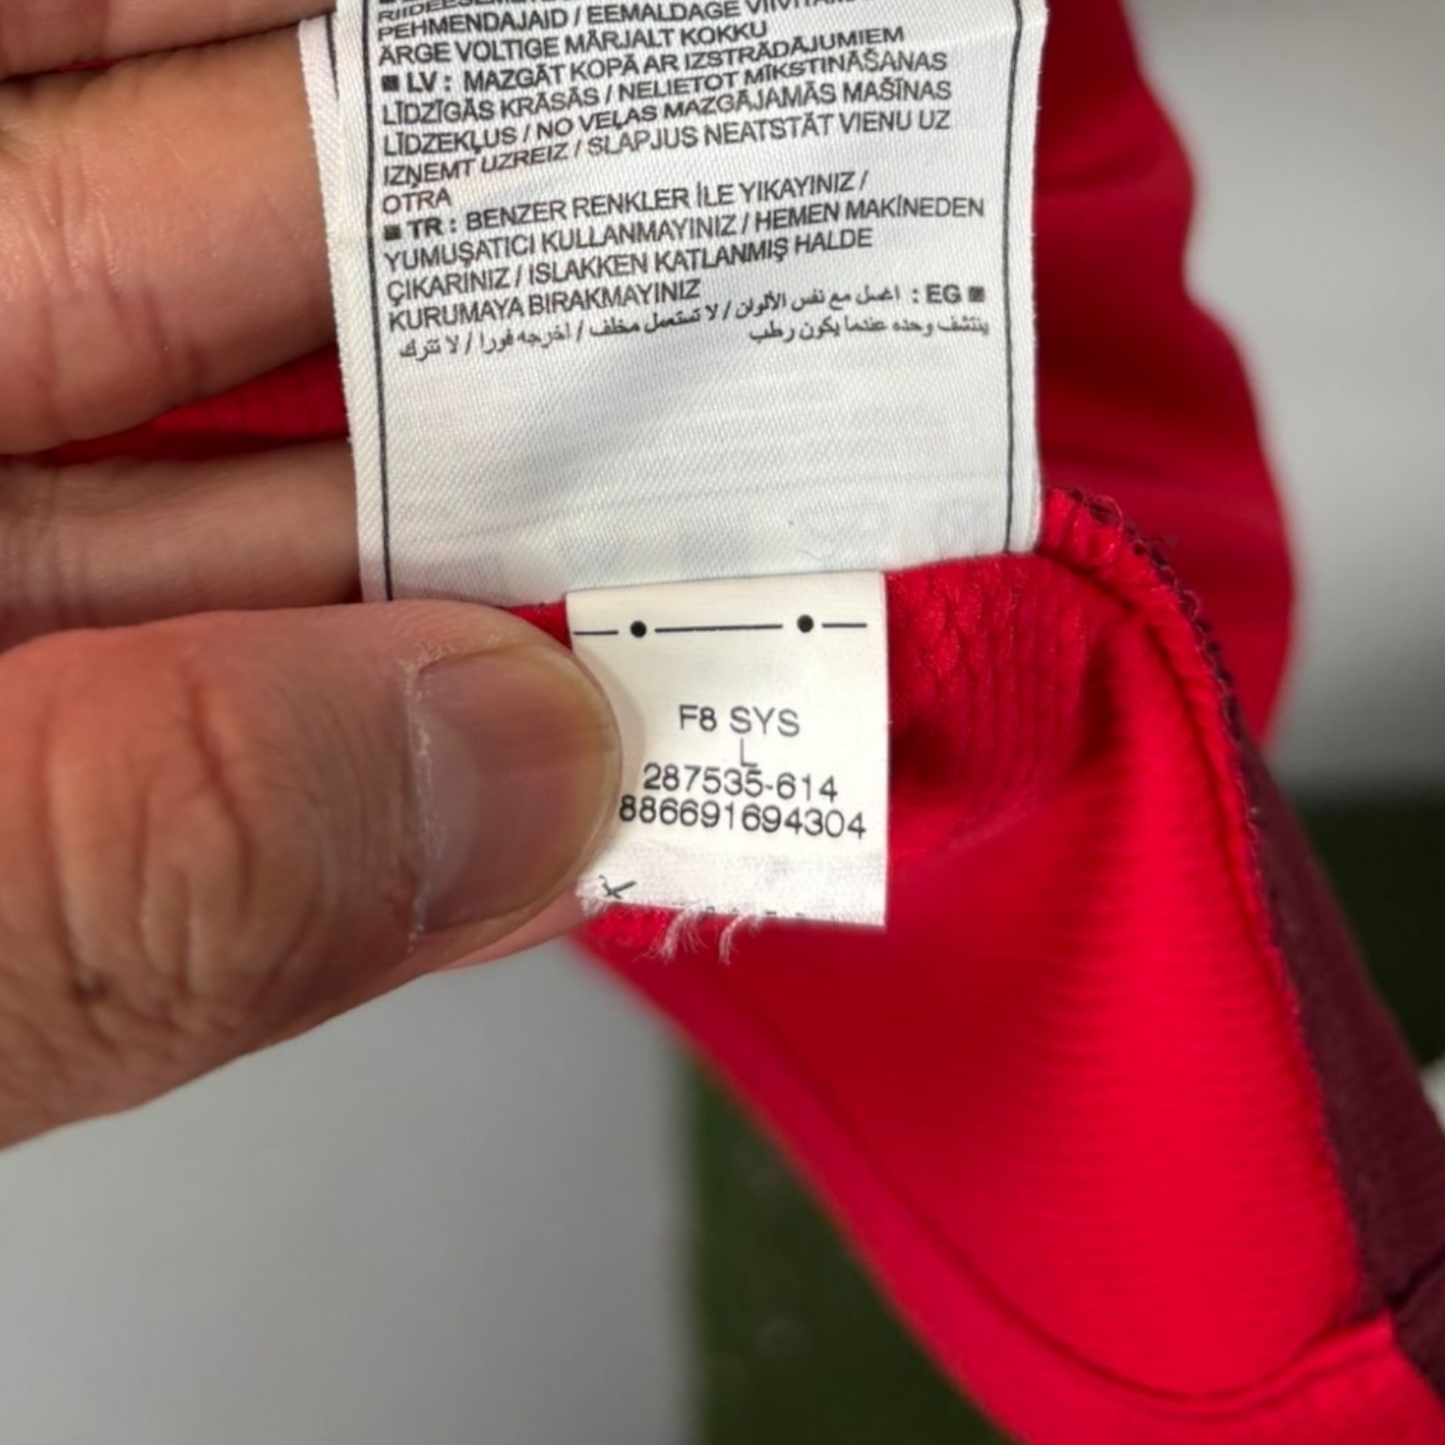 PEHMENDAJAID / EEMALDAGE
ÄRGE VOLTIGE MÄRJALT KOKKU
■ LV : MAZGĀT KOPĀ AR IZSTRĀDĀJUMIEM
LĪDZĪGĀS KRĀSĀS / NELIETOT MĪKSTINĀŠANAS
LĪDZEKĻUS / NO VEĻAS MAZGĀJAMĀS MAŠĪNAS
IZŅEMT UZREIZ / SLAPJUS NEATSTĀT VIENU UZ
OTRA
■ TR : BENZER RENKLER İLE YIKAYINIZ /
YUMUŞATICI KULLANMAYINIZ / HEMEN MAKİNEDEN
ÇIKARINIZ / ISLAKKEN KATLANMIŞ HALDE
KURUMAYA BIRAKMAYINIZ
■ EG : اغسل مع نفس الألوان / لا تستعمل مخلف / اخرجه فورا / لا تترك
ينتشف وحده عندما يكون رطب
F8 SYS
L
287535-614
886691694304